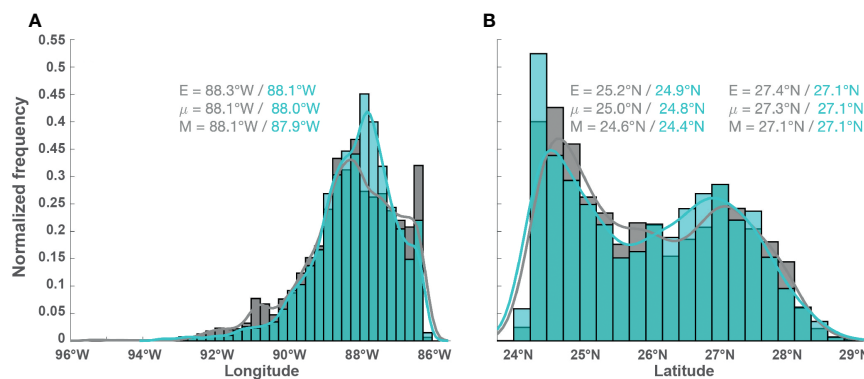 A
B
Normalized frequency
0.55
0.5
0.45
0.4
0.35
0.3
0.25
0.2
0.15
0.1
0.05
0
E = 88.3°W / 88.1°W
μ = 88.1°W / 88.0°W
M = 88.1°W / 87.9°W
E = 25.2°N / 24.9°N
μ = 25.0°N / 24.8°N
M = 24.6°N / 24.4°N
E = 27.4°N / 27.1°N
μ = 27.3°N / 27.1°N
M = 27.1°N / 27.1°N
96°W 94°W 92°W 90°W 88°W 86°W
Longitude
24°N 25°N 26°N 27°N 28°N 29°N
Latitude